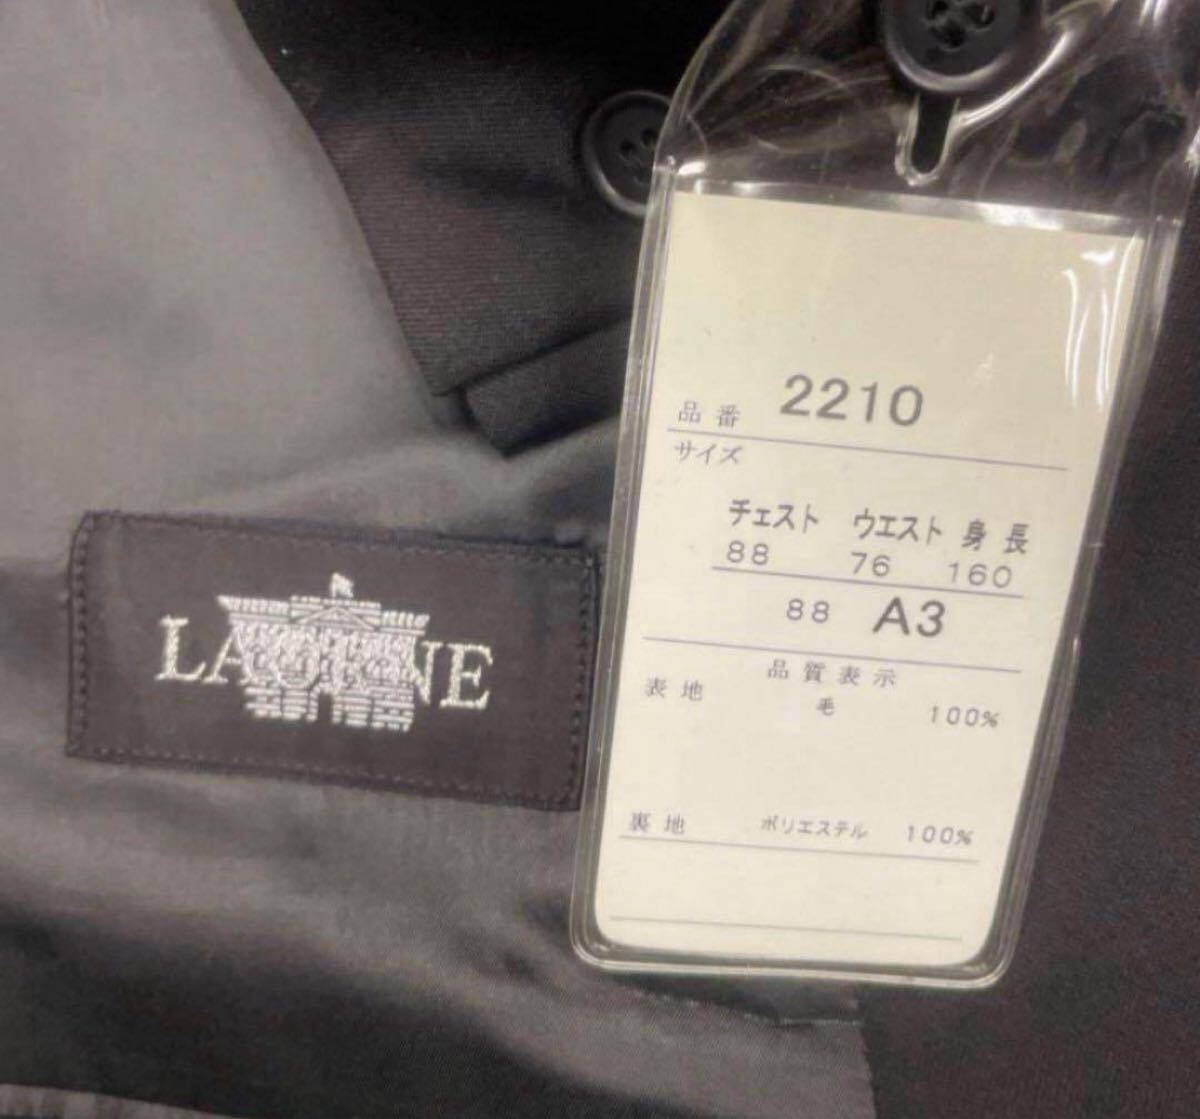 品番 2210
サイズ
チェスト ウエスト 身長
88 76 160
88 A3
品質表示
表地 毛 100%
裏地 ポリエステル 100%